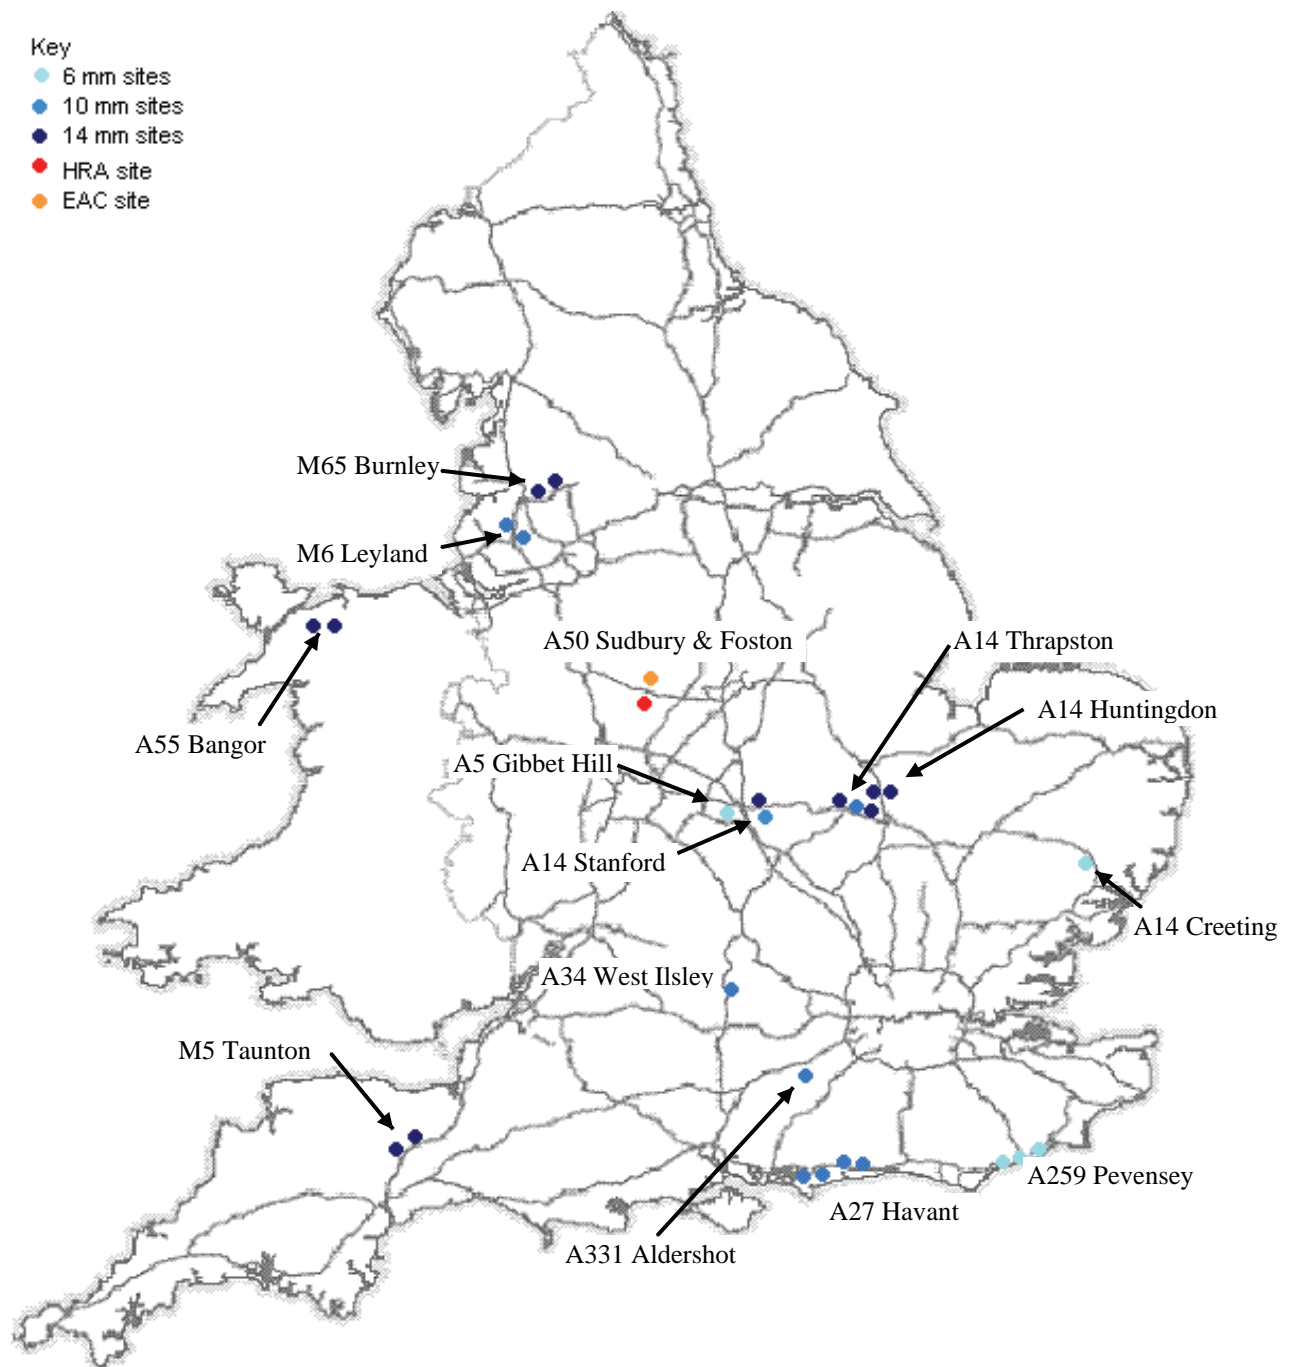 Key
6 mm sites
10 mm sites
14 mm sites
HRA site
EAC site
M65 Burnley
M6 Leyland
A50 Sudbury & Foston
A14 Thrapston
A14 Huntingdon
A55 Bangor
A5 Gibbet Hill
A14 Stanford
A14 Creeting
A34 West Ilsley
M5 Taunton
A259 Pevensey
A27 Havant
A331 Aldershot